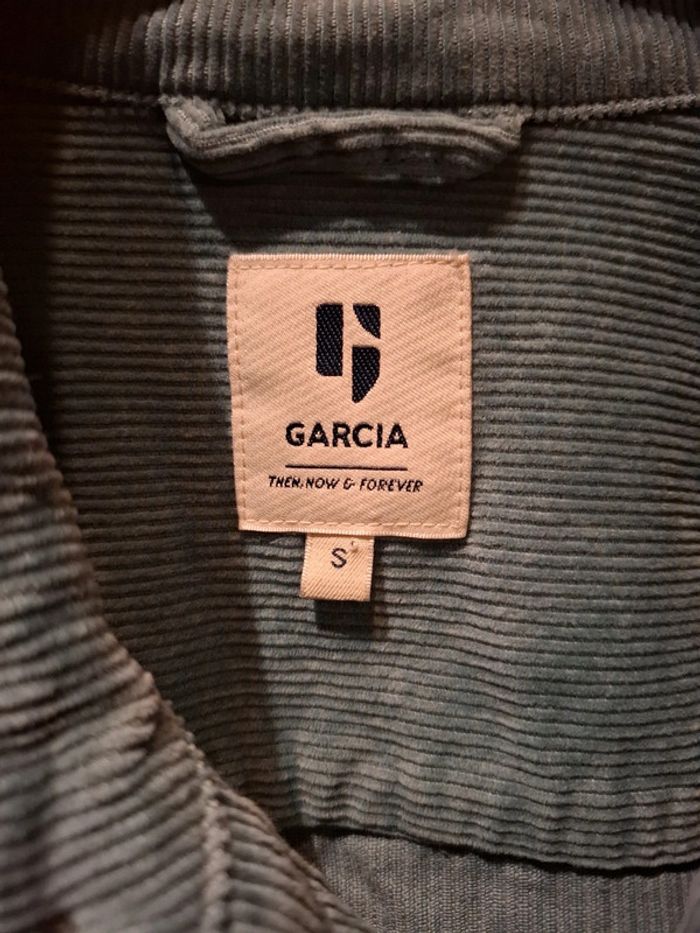 GARCIA
THEN, NOW & FOREVER
S